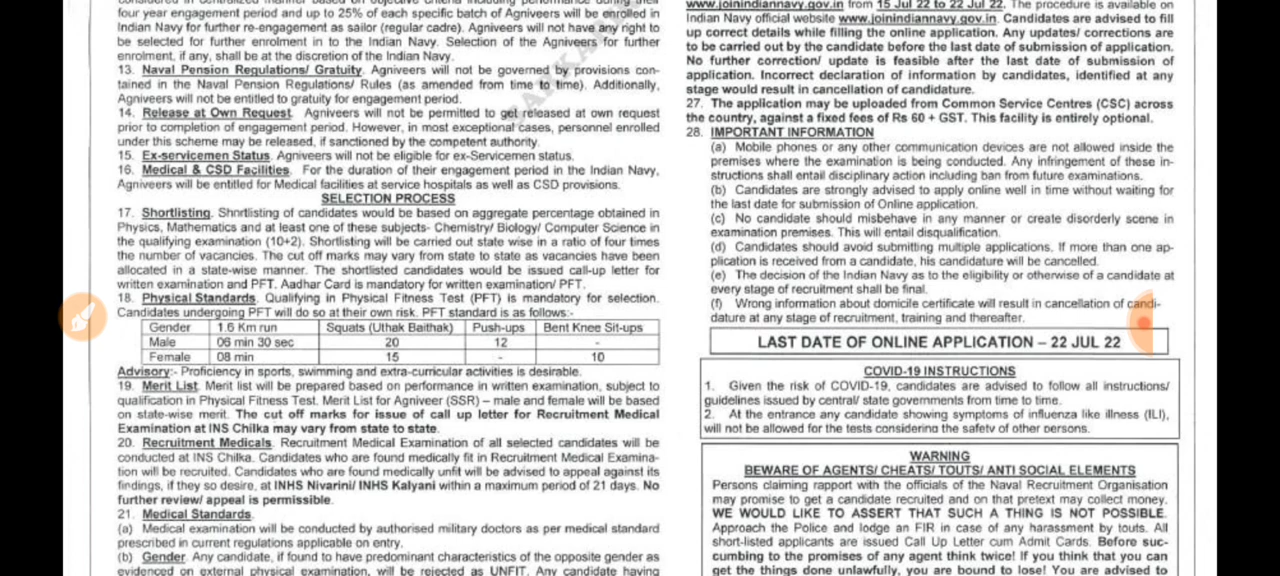 considered in centralized manner based on objective criteria including performance during their
four year engagement period and up to 25% of each specific batch of Agniveers will be enrolled in
Indian Navy for further re-engagement as sailor (regular cadre). Agniveers will not have any right to
be selected for further enrolment in to the Indian Navy. Selection of the Agniveers for further
enrolment, if any, shall be at the discretion of the Indian Navy.
13. Naval Pension Regulations/ Gratuity. Agniveers will not be governed by provisions con-
tained in the Naval Pension Regulations/ Rules (as amended from time to time). Additionally,
Agniveers will not be entitled to gratuity for engagement period.
14. Release at Own Request. Agniveers will not be permitted to get released at own request
prior to completion of engagement period. However, in most exceptional cases, personnel enrolled
under this scheme may be released, if sanctioned by the competent authority.
15. Ex-servicemen Status. Agniveers will not be eligible for ex-Servicemen status.
16. Medical & CSD Facilities. For the duration of their engagement period in the Indian Navy,
Agniveers will be entitled for Medical facilities at service hospitals as well as CSD provisions.
SELECTION PROCESS
17. Shortlisting. Shortlisting of candidates would be based on aggregate percentage obtained in
Physics, Mathematics and at least one of these subjects- Chemistry/ Biology/ Computer Science in
the qualifying examination (10+2). Shortlisting will be carried out state wise in a ratio of four times
the number of vacancies. The cut off marks may vary from state to state as vacancies have been
allocated in a state-wise manner. The shortlisted candidates would be issued call-up letter for
written examination and PFT. Aadhar Card is mandatory for written examination/ PFT.
18. Physical Standards. Qualifying in Physical Fitness Test (PFT) is mandatory for selection.
Candidates undergoing PFT will do so at their own risk. PFT standard is as follows:-
Gender 1.6 Km run Squats (Uthak Baithak) Push-ups Bent Knee Sit-ups
Male 06 min 30 sec 20 12 -
Female 08 min 15 - 10
Advisory:- Proficiency in sports, swimming and extra-curricular activities is desirable.
19. Merit List. Merit list will be prepared based on performance in written examination, subject to
qualification in Physical Fitness Test. Merit List for Agniveer (SSR) – male and female will be based
on state-wise merit. The cut off marks for issue of call up letter for Recruitment Medical
Examination at INS Chilka may vary from state to state.
20. Recruitment Medicals. Recruitment Medical Examination of all selected candidates will be
conducted at INS Chilka. Candidates who are found medically fit in Recruitment Medical Examina-
tion will be recruited. Candidates who are found medically unfit will be advised to appeal against its
findings, if they so desire, at INHS Nivarini/ INHS Kalyani within a maximum period of 21 days. No
further review/ appeal is permissible.
21. Medical Standards.
(a) Medical examination will be conducted by authorised military doctors as per medical standard
prescribed in current regulations applicable on entry.
(b) Gender. Any candidate, if found to have predominant characteristics of the opposite gender as
evidenced on external physical examination, will be rejected as UNFIT. Any candidate having
www.joinindiannavy.gov.in from 15 Jul 22 to 22 Jul 22. The procedure is available on
Indian Navy official website www.joinindiannavy.gov.in. Candidates are advised to fill
up correct details while filling the online application. Any updates/ corrections are
to be carried out by the candidate before the last date of submission of application.
No further correction/ update is feasible after the last date of submission of
application. Incorrect declaration of information by candidates, identified at any
stage would result in cancellation of candidature.
27. The application may be uploaded from Common Service Centres (CSC) across
the country, against a fixed fees of Rs 60 + GST. This facility is entirely optional.
28. IMPORTANT INFORMATION
(a) Mobile phones or any other communication devices are not allowed inside the
premises where the examination is being conducted. Any infringement of these in-
structions shall entail disciplinary action including ban from future examinations.
(b) Candidates are strongly advised to apply online well in time without waiting for
the last date for submission of Online application.
(c) No candidate should misbehave in any manner or create disorderly scene in
examination premises. This will entail disqualification.
(d) Candidates should avoid submitting multiple applications. If more than one ap-
plication is received from a candidate, his candidature will be cancelled.
(e) The decision of the Indian Navy as to the eligibility or otherwise of a candidate at
every stage of recruitment shall be final.
(f) Wrong information about domicile certificate will result in cancellation of candi-
dature at any stage of recruitment, training and thereafter.
LAST DATE OF ONLINE APPLICATION – 22 JUL 22
COVID-19 INSTRUCTIONS
1. Given the risk of COVID-19, candidates are advised to follow all instructions/
guidelines issued by central/ state governments from time to time.
2. At the entrance any candidate showing symptoms of influenza like illness (ILI),
will not be allowed for the tests considering the safety of other persons.
WARNING
BEWARE OF AGENTS/ CHEATS/ TOUTS/ ANTI SOCIAL ELEMENTS
Persons claiming rapport with the officials of the Naval Recruitment Organisation
may promise to get a candidate recruited and on that pretext may collect money.
WE WOULD LIKE TO ASSERT THAT SUCH A THING IS NOT POSSIBLE.
Approach the Police and lodge an FIR in case of any harassment by touts. All
short-listed applicants are issued Call Up Letter cum Admit Cards. Before suc-
cumbing to the promises of any agent think twice! If you think that you can
get the things done unlawfully, you are bound to lose! You are advised to